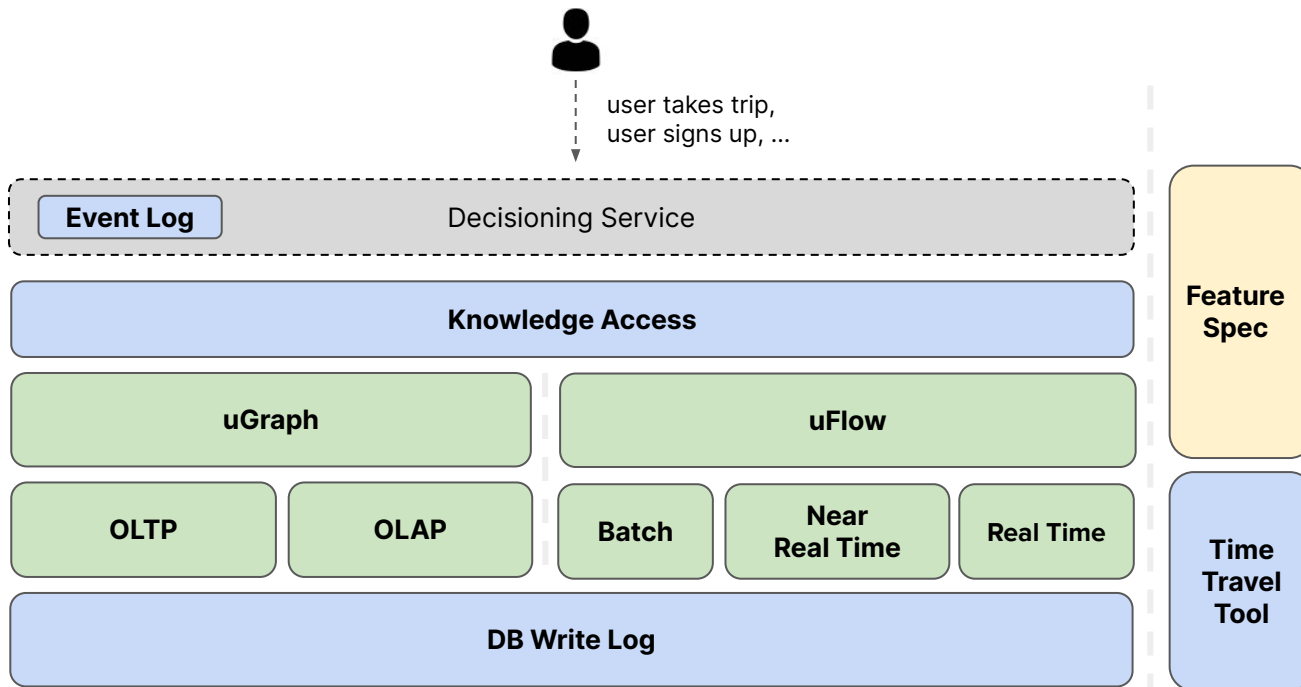 user takes trip,
user signs up, ...
Event Log
Decisioning Service
Knowledge Access
Feature
Spec
uGraph
uFlow
OLTP
OLAP
Batch
Near
Real Time
Real Time
Time
Travel
Tool
DB Write Log